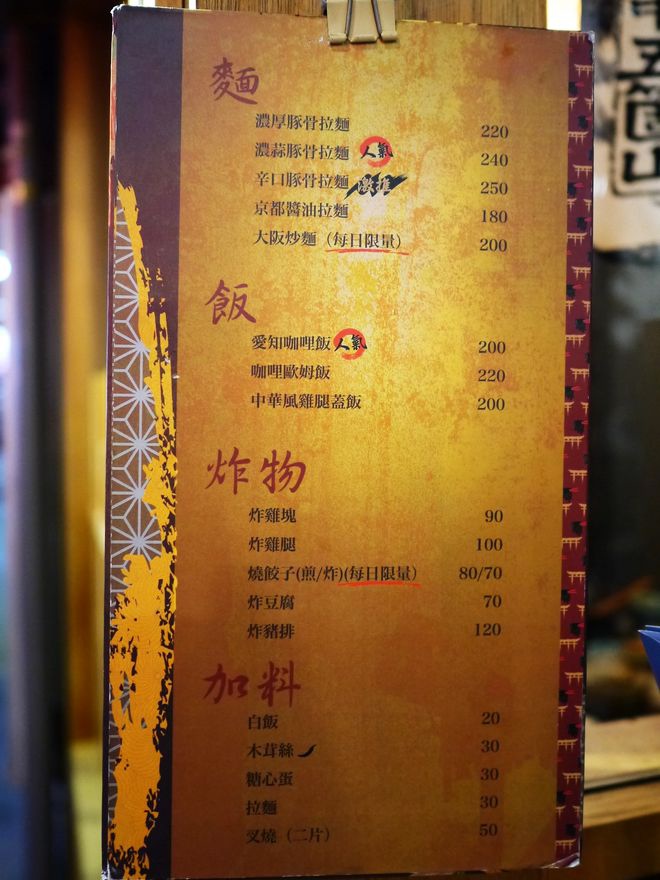 麵
濃厚豚骨拉麵 220
濃蒜豚骨拉麵 人氣 240
辛口豚骨拉麵 激推 250
京都醬油拉麵 180
大阪炒麵（每日限量） 200
飯
愛知咖哩飯 人氣 200
咖哩歐姆飯 220
中華風雞腿蓋飯 200
炸物
炸雞塊 90
炸雞腿 100
燒餃子(煎/炸)(每日限量） 80/70
炸豆腐 70
炸豬排 120
加料
白飯 20
木茸絲 30
糖心蛋 30
拉麵 30
叉燒（二片） 50